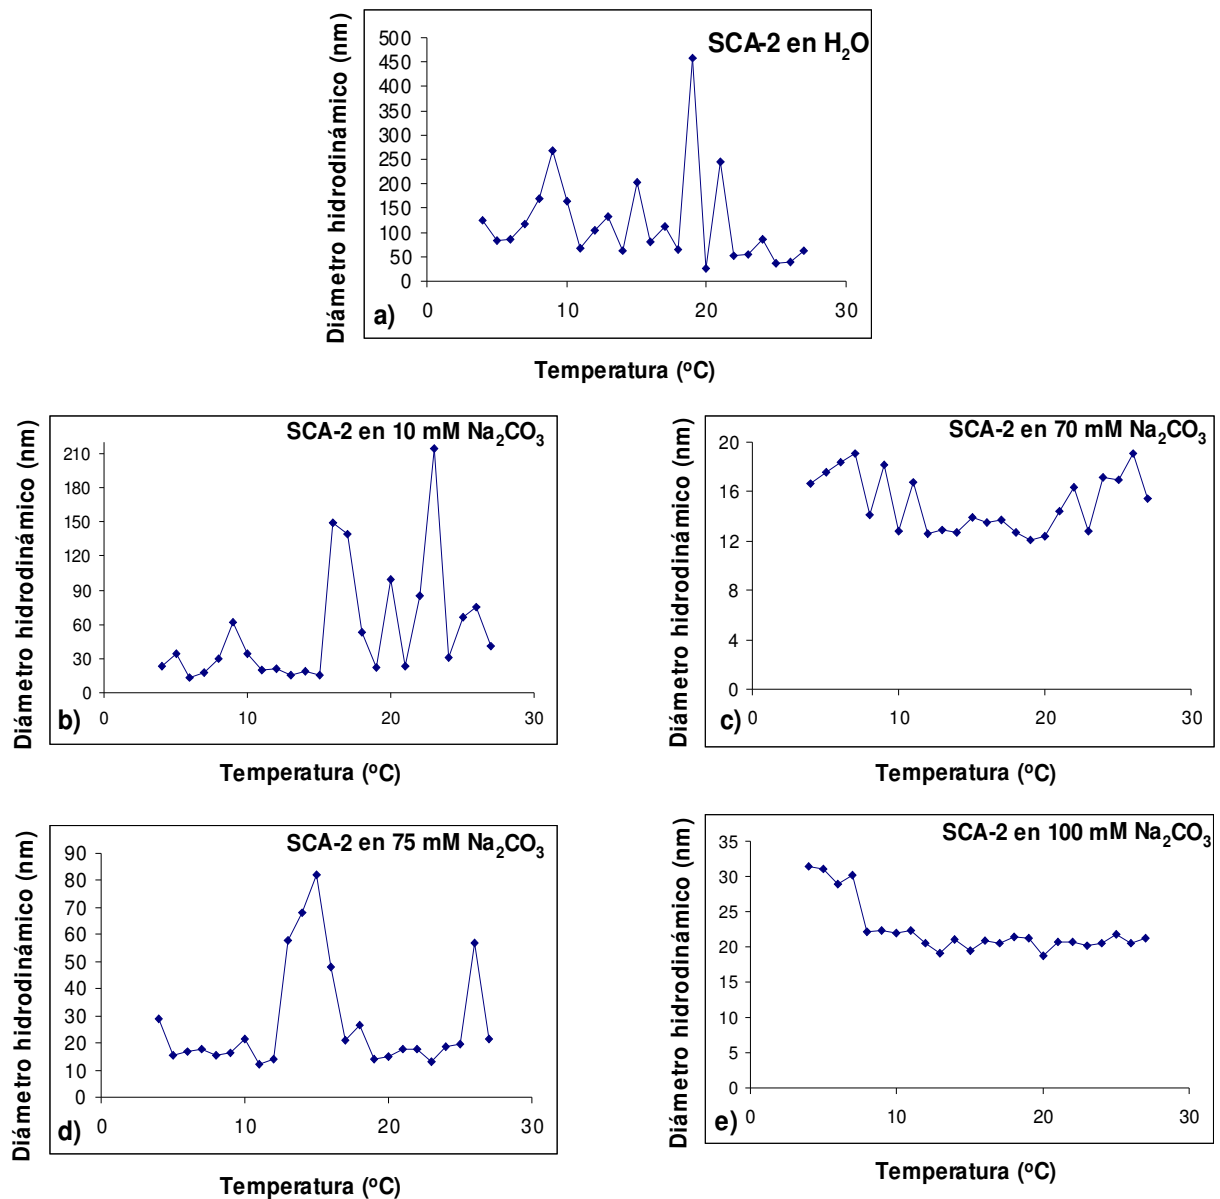 SCA-2 en H₂O
Diámetro hidrodinámico (nm)
500
450
400
350
300
250
200
150
100
50
0
0 10 20 30
a)
Temperatura (ºC)
SCA-2 en 10 mM Na₂CO₃
Diámetro hidrodinámico (nm)
210
180
150
120
90
60
30
0
0 10 20 30
b)
Temperatura (ºC)
SCA-2 en 70 mM Na₂CO₃
Diámetro hidrodinámico (nm)
20
16
12
8
4
0
0 10 20 30
c)
Temperatura (ºC)
SCA-2 en 75 mM Na₂CO₃
Diámetro hidrodinámico (nm)
90
80
70
60
50
40
30
20
10
0
0 10 20 30
d)
Temperatura (ºC)
SCA-2 en 100 mM Na₂CO₃
Diámetro hidrodinámico (nm)
35
30
25
20
15
10
5
0
0 10 20 30
e)
Temperatura (ºC)